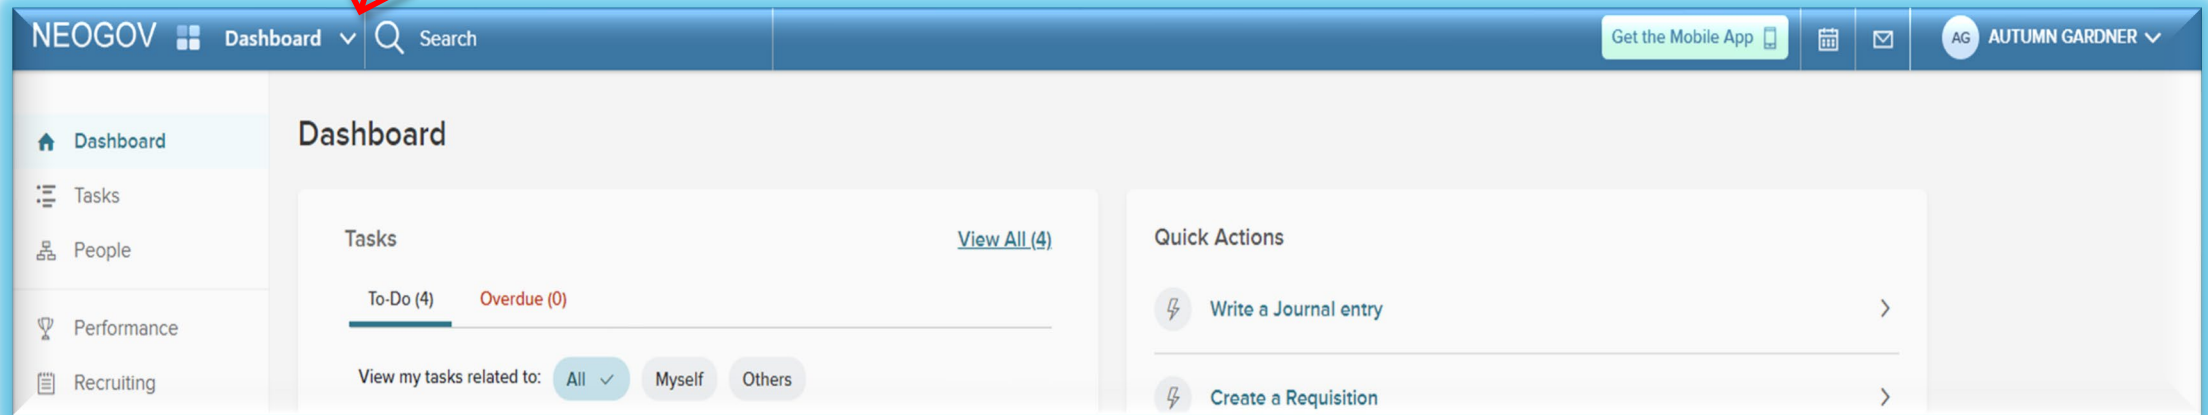 NEOGOV Dashboard Search Get the Mobile App AG AUTUMN GARDNER
Dashboard
Tasks
People
Performance
Recruiting
Dashboard
Tasks View All (4)
To-Do (4) Overdue (0)
View my tasks related to: All Myself Others
Quick Actions
Write a Journal entry
Create a Requisition